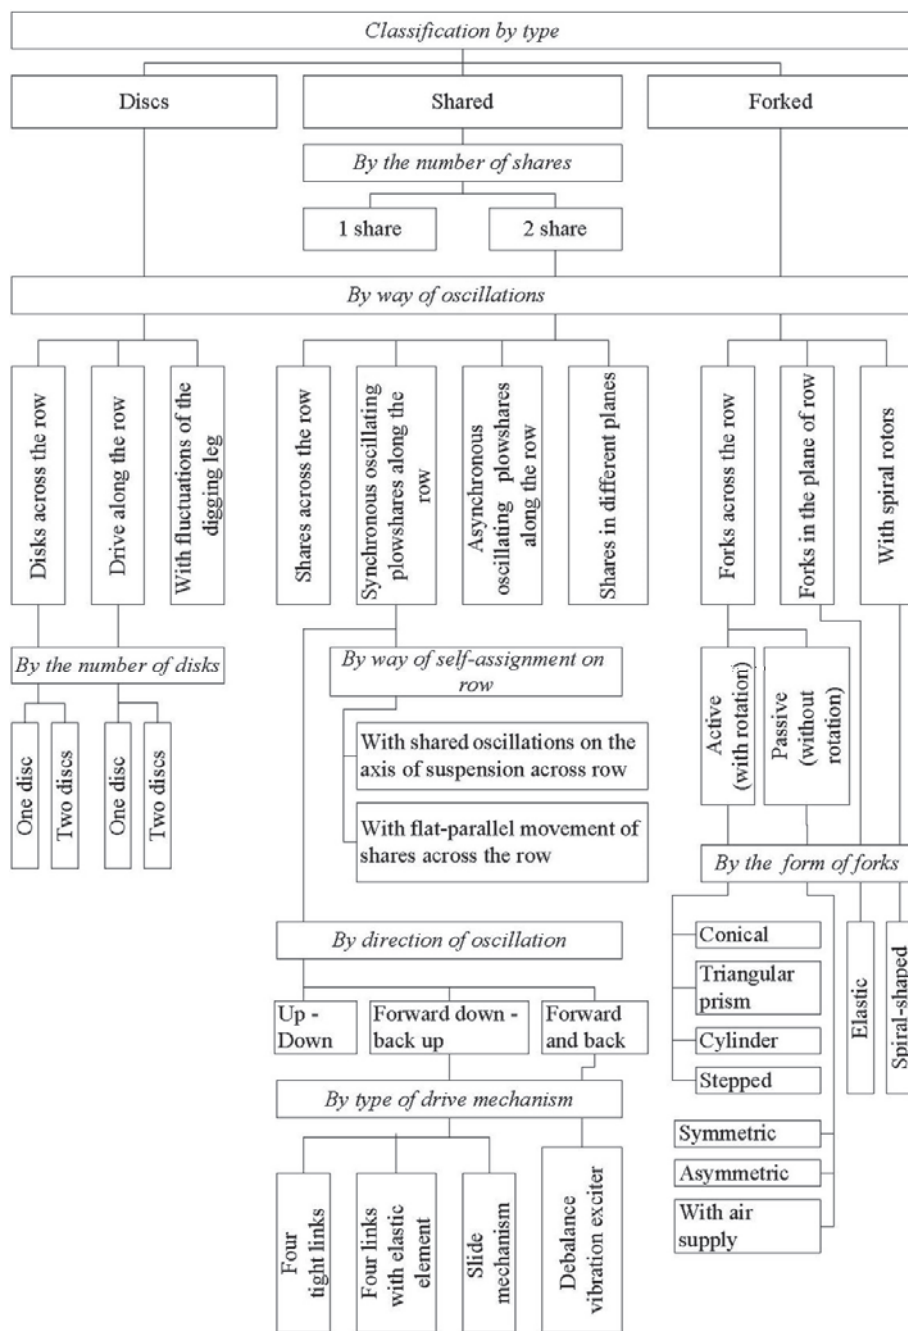 Classification by type
Discs
Shared
Forked
By the number of shares
1 share
2 share
By way of oscillations
Disks across the row
Drive along the row
With fluctuations of the
digging leg
Shares across the row
Synchronous oscillating
plowshares along the
row
Asynchronous
oscillating plowshares
along the row
Shares in different planes
Forks across the row
Forks in the plane of row
With spiral rotors
By the number of disks
One disc
Two discs
One disc
Two discs
By way of self-assignment on
row
With shared oscillations on the
axis of suspension across row
With flat-parallel movement of
shares across the row
Active
(with rotation)
Passive
(without
rotation)
By the form of forks
Conical
Triangular
prism
Cylinder
Stepped
Symmetric
Asymmetric
With air
supply
Elastic
Spiral-shaped
By direction of oscillation
Up -
Down
Forward down -
back up
Forward
and back
By type of drive mechanism
Four
tight links
Four links
with elastic
element
Slide
mechanism
Debalance
vibration exciter